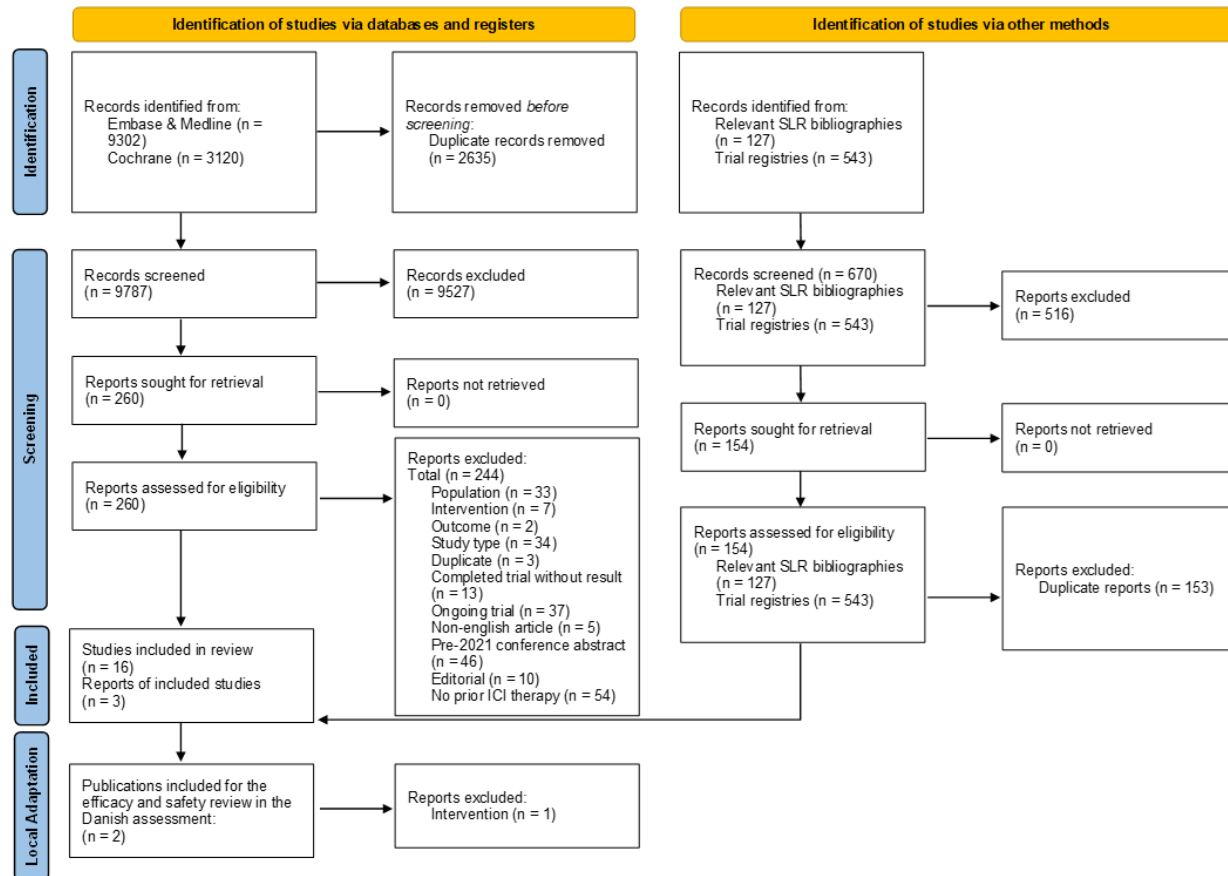 Identification of studies via databases and registers
Identification of studies via other methods
Identification
Records identified from:
Embase & Medline (n =
9302)
Cochrane (n = 3120)
Records removed before
screening:
Duplicate records removed
(n = 2635)
Records identified from:
Relevant SLR bibliographies
(n = 127)
Trial registries (n = 543)
Screening
Records screened
(n = 9787)
Records excluded
(n = 9527)
Records screened (n = 670)
Relevant SLR bibliographies
(n = 127)
Trial registries (n = 543)
Reports excluded
(n = 516)
Reports sought for retrieval
(n = 260)
Reports not retrieved
(n = 0)
Reports sought for retrieval
(n = 154)
Reports not retrieved
(n = 0)
Reports assessed for eligibility
(n = 260)
Reports excluded:
Total (n = 244)
Population (n = 33)
Intervention (n = 7)
Outcome (n = 2)
Study type (n = 34)
Duplicate (n = 3)
Completed trial without result
(n = 13)
Ongoing trial (n = 37)
Non-english article (n = 5)
Pre-2021 conference abstract
(n = 46)
Editorial (n = 10)
No prior ICI therapy (n = 54)
Reports assessed for eligibility
(n = 154)
Relevant SLR bibliographies
(n = 127)
Trial registries (n = 543)
Reports excluded:
Duplicate reports (n = 153)
Included
Studies included in review
(n = 16)
Reports of included studies
(n = 3)
Local Adaptation
Publications included for the
efficacy and safety review in the
Danish assessment:
(n = 2)
Reports excluded:
Intervention (n = 1)